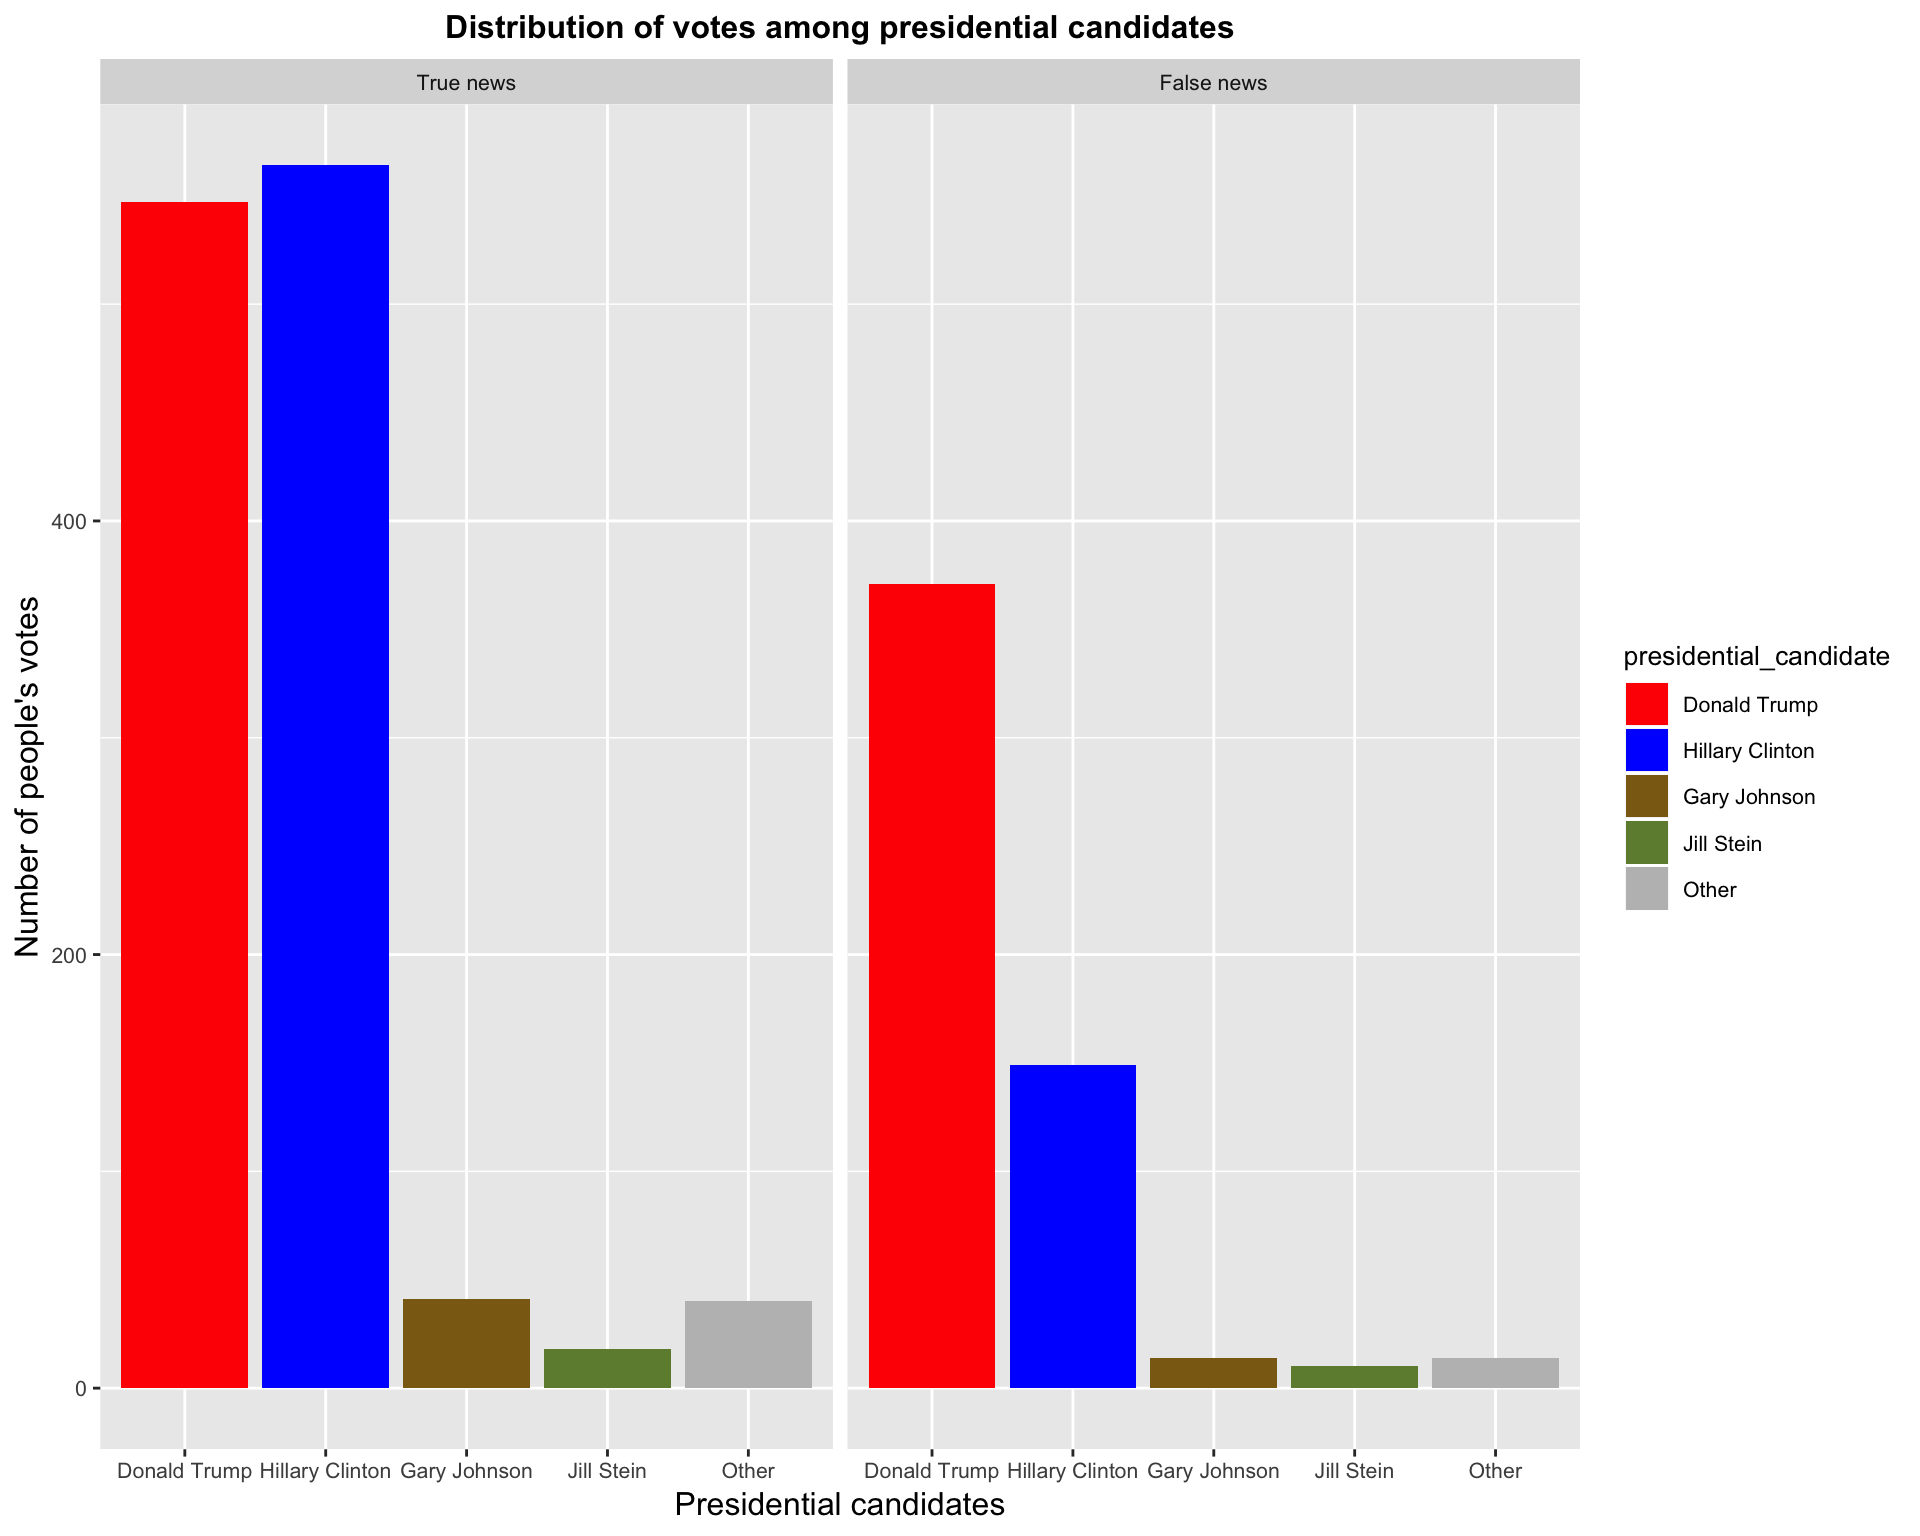 Distribution of votes among presidential candidates
True news
False news
400
200
0
Number of people's votes
Donald Trump Hillary Clinton Gary Johnson Jill Stein Other
Donald Trump Hillary Clinton Gary Johnson Jill Stein Other
Presidential candidates
presidential_candidate
Donald Trump
Hillary Clinton
Gary Johnson
Jill Stein
Other